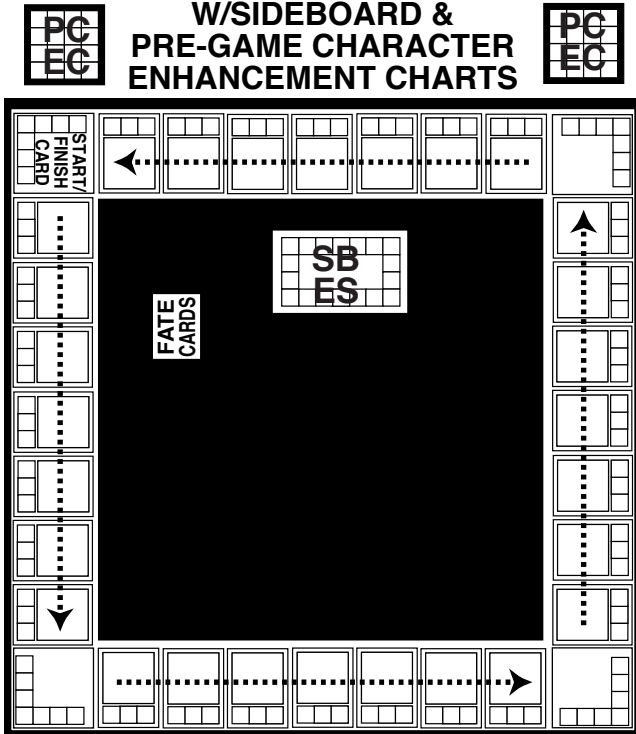 W/SIDEBOARD &
PRE-GAME CHARACTER
ENHANCEMENT CHARTS
PC
EC
PC
EC
START/
FINISH
CARD
SB
ES
FATE
CARDS